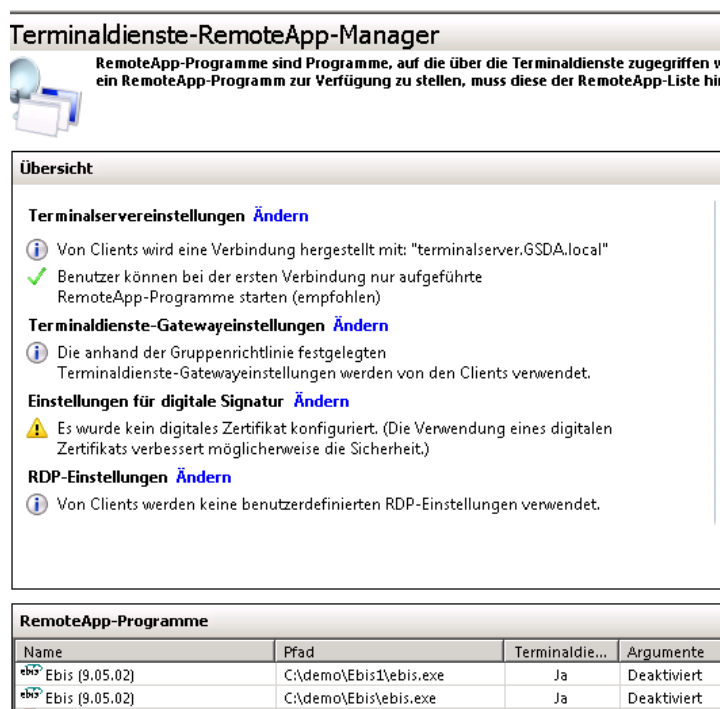 Terminaldienste-RemoteApp-Manager
RemoteApp-Programme sind Programme, auf die über die Terminaldienste zugegriffen
ein RemoteApp-Programm zur Verfügung zu stellen, muss diese der RemoteApp-Liste
Übersicht
Terminalservereinstellungen Ändern
Von Clients wird eine Verbindung hergestellt mit: "terminalserver.GSDA.local"
Benutzer können bei der ersten Verbindung nur aufgeführte
RemoteApp-Programme starten (empfohlen)
Terminaldienste-Gatewayeinstellungen Ändern
Die anhand der Gruppenrichtlinie festgelegten
Terminaldienste-Gatewayeinstellungen werden von den Clients verwendet.
Einstellungen für digitale Signatur Ändern
Es wurde kein digitales Zertifikat konfiguriert. (Die Verwendung eines digitalen
Zertifikats verbessert möglicherweise die Sicherheit.)
RDP-Einstellungen Ändern
Von Clients werden keine benutzerdefinierten RDP-Einstellungen verwendet.
RemoteApp-Programme
Name Pfad Terminaldie... Argumente
ebis Ebis (9.05.02) C:\demo\Ebis1\ebis.exe Ja Deaktiviert
ebis Ebis (9.05.02) C:\demo\Ebis\ebis.exe Ja Deaktiviert